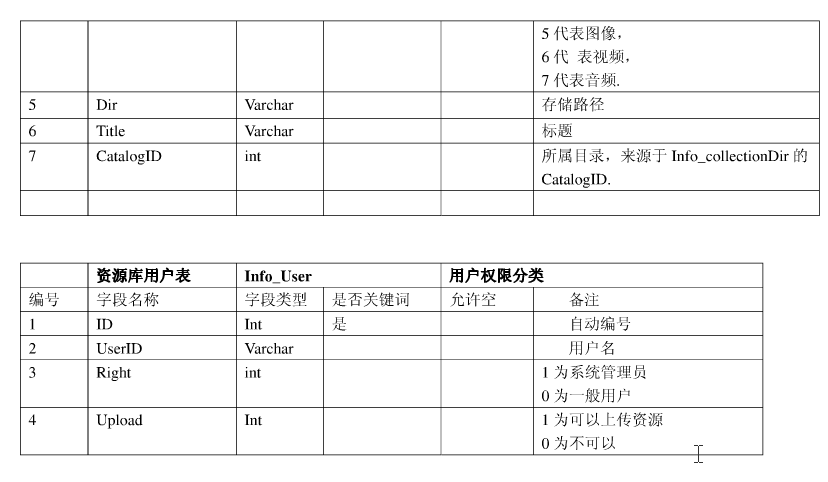 5 代表图像，
6 代 表视频，
7 代表音频.
5 Dir Varchar 存储路径
6 Title Varchar 标题
7 CatalogID int 所属目录，来源于 Info_collectionDir 的
CatalogID.
资源库用户表 Info_User 用户权限分类
编号 字段名称 字段类型 是否关键词 允许空 备注
1 ID Int 是 自动编号
2 UserID Varchar 用户名
3 Right int 1 为系统管理员
0 为一般用户
4 Upload Int 1 为可以上传资源
0 为不可以